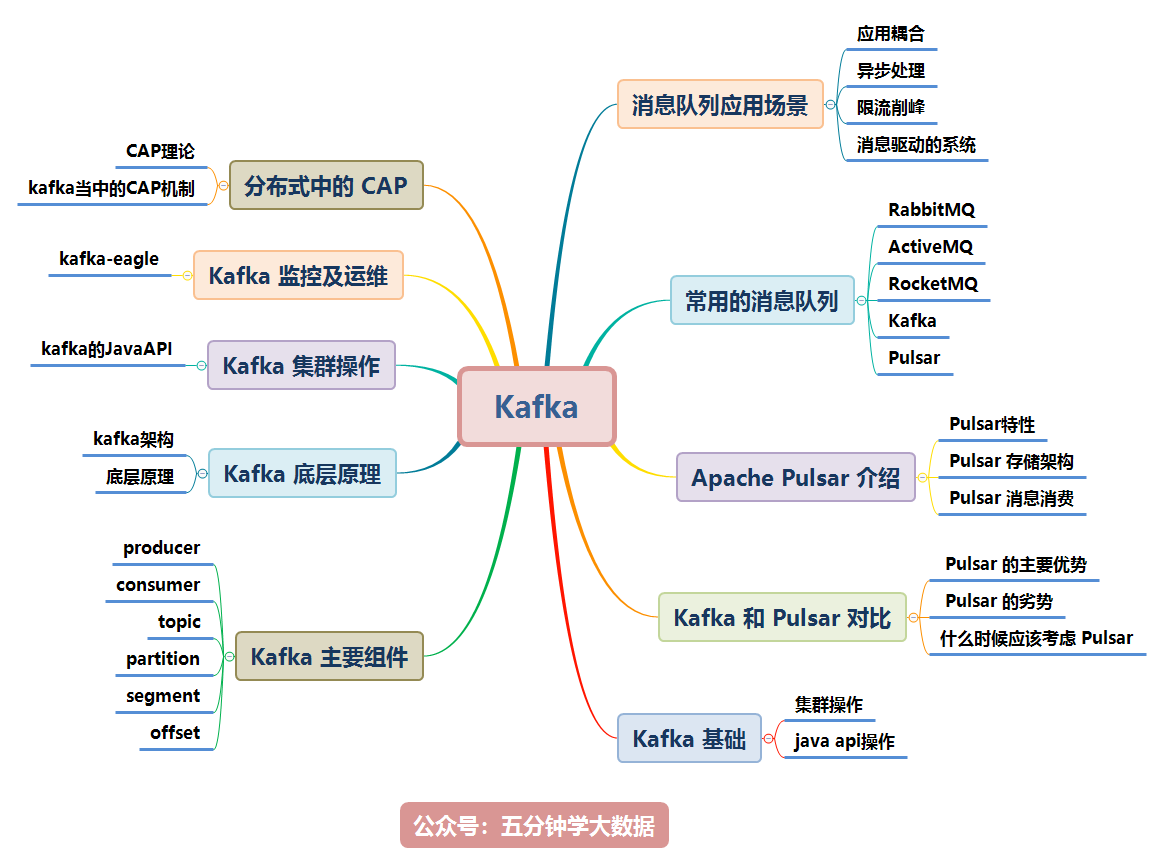 Kafka
消息队列应用场景
应用耦合
异步处理
限流削峰
消息驱动的系统
常用的消息队列
RabbitMQ
ActiveMQ
RocketMQ
Kafka
Pulsar
Apache Pulsar 介绍
Pulsar特性
Pulsar 存储架构
Pulsar 消息消费
Kafka 和 Pulsar 对比
Pulsar 的主要优势
Pulsar 的劣势
什么时候应该考虑 Pulsar
Kafka 基础
集群操作
java api操作
分布式中的 CAP
CAP理论
kafka当中的CAP机制
Kafka 监控及运维
kafka-eagle
Kafka 集群操作
kafka的JavaAPI
Kafka 底层原理
kafka架构
底层原理
Kafka 主要组件
producer
consumer
topic
partition
segment
offset
公众号：五分钟学大数据